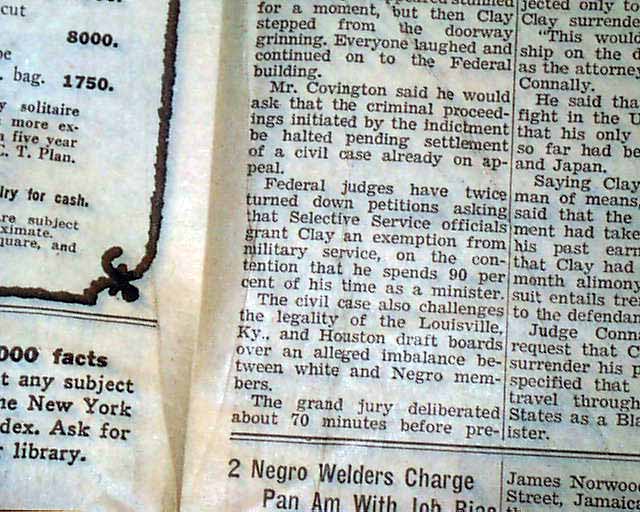 cut
8000.
pe
. bag. 1750.
y solitaire
more ex-
five year
C. T. Plan.
lry for cash.
re subject
ximate.
quare, and
000 facts
t any subject
he New York
dex. Ask for
r library.
for a moment, but then Clay
stepped from the doorway
grinning. Everyone laughed and
continued on to the Federal
building.
Mr. Covington said he would
ask that the criminal proceed-
ings initiated by the indictment
be halted pending settlement
of a civil case already on ap-
peal.
Federal judges have twice
turned down petitions asking
that Selective Service officials
grant Clay an exemption from
military service, on the con-
tention that he spends 90 per
cent of his time as a minister.
The civil case also challenges
the legality of the Louisville,
Ky., and Houston draft boards
over an alleged imbalance be-
tween white and Negro mem-
bers.
The grand jury deliberated
about 70 minutes before pre-
2 Negro Welders Charge
Pan Am With Job Bias
jected only to
Clay surrende
"This would
ship on the d
as the attorney
Connally.
He said tha
fight in the U
that his only
so far had be
and Japan.
Saying Clay
man of means,
said that the
ment had take
his past earn
that Clay had
month alimony
suit entails tre
to the defendan
Judge Conn
request that C
surrender his p
specified that
travel through
States as a Bla
ister.
James Norwood
Street, Jamaica